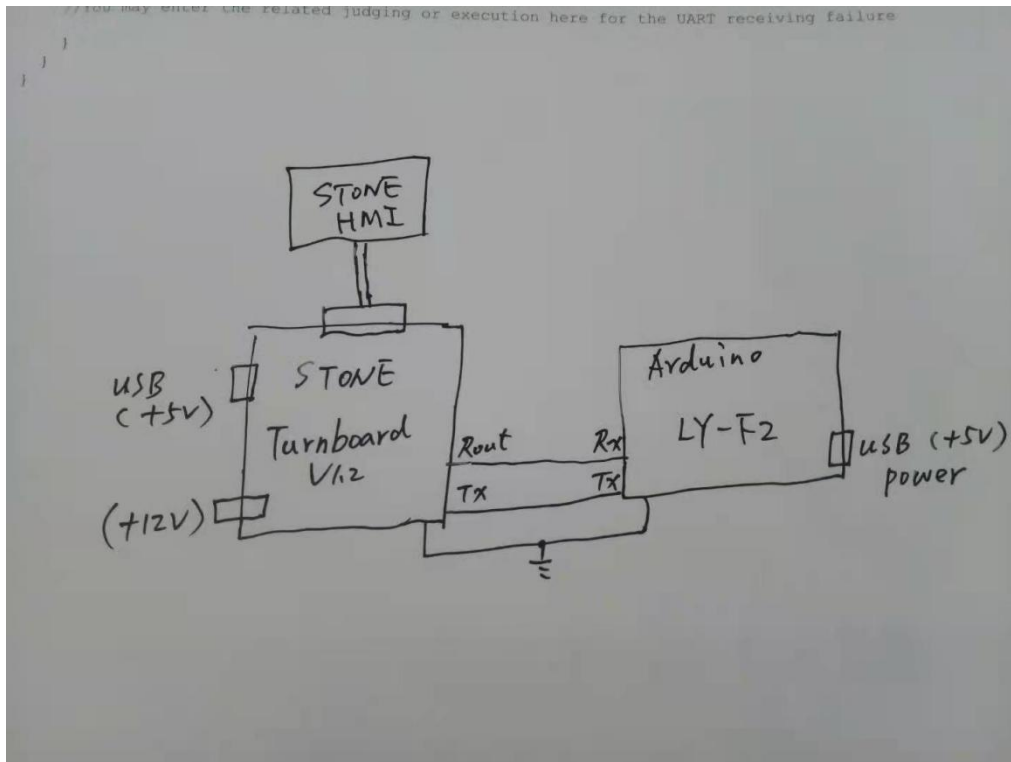 //You may enter the related judging or execution here for the UART receiving failure
}
}
}
STONE
HMI
USB
(+5V)
STONE
Turnboard
V1.2
(+12V)
Rout
Tx
Rx
Tx
Arduino
LY-F2
USB (+5V)
power